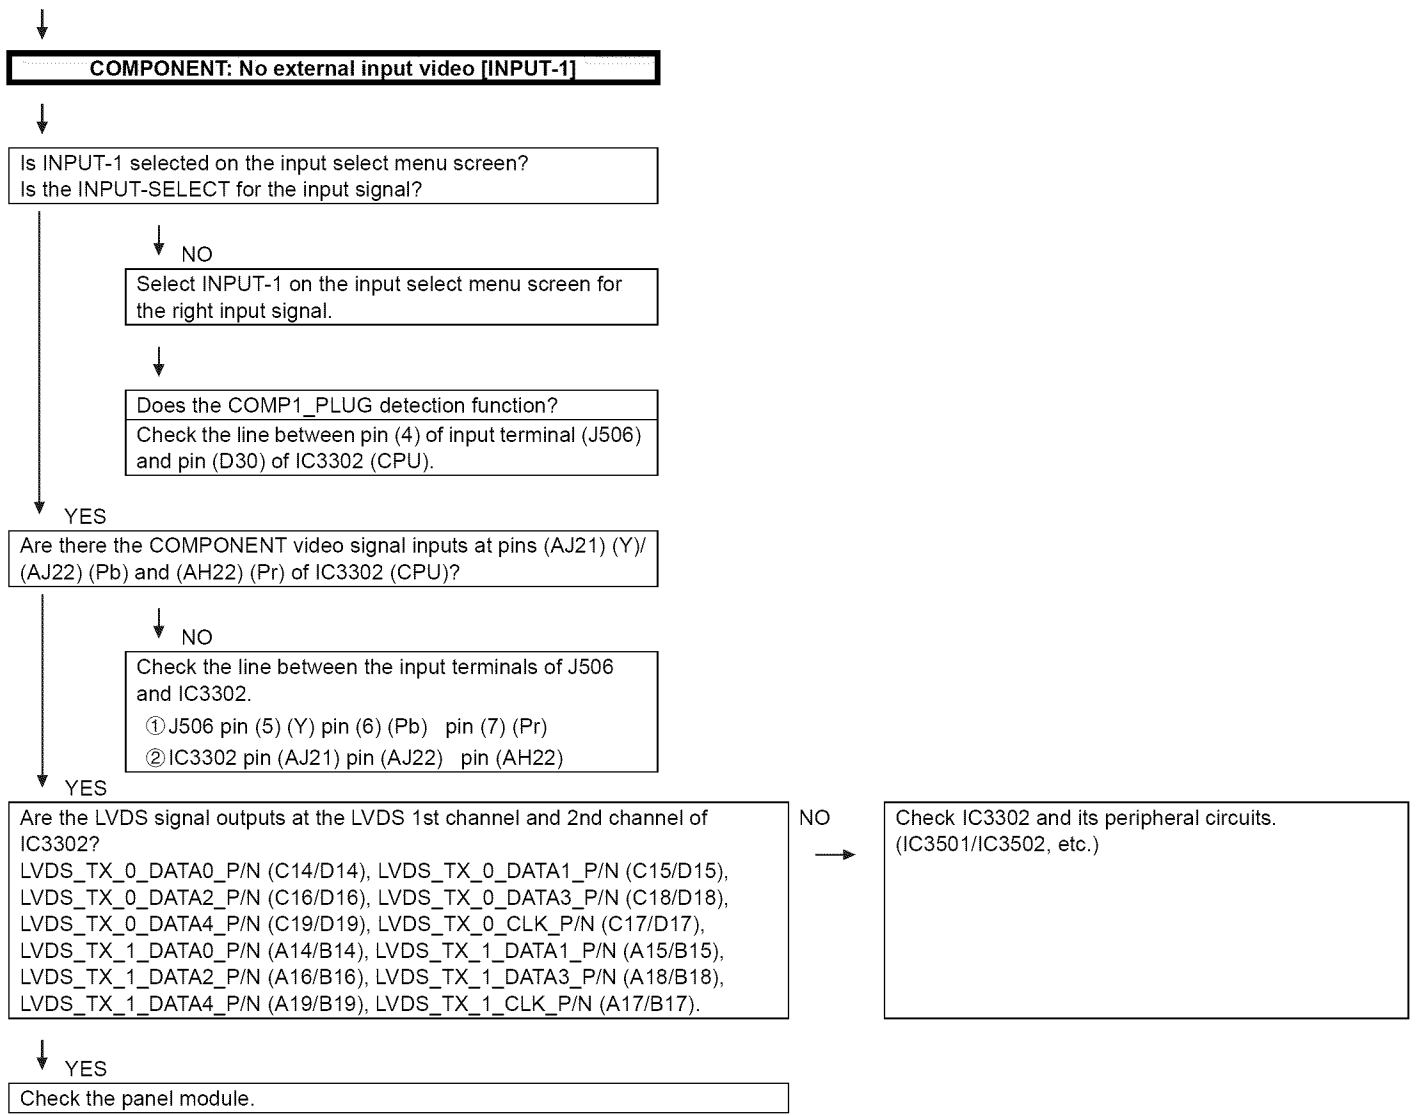 COMPONENT: No external input video [INPUT-1]
Is INPUT-1 selected on the input select menu screen?
Is the INPUT-SELECT for the input signal?
NO
Select INPUT-1 on the input select menu screen for
the right input signal.
Does the COMP1_PLUG detection function?
Check the line between pin (4) of input terminal (J506)
and pin (D30) of IC3302 (CPU).
YES
Are there the COMPONENT video signal inputs at pins (AJ21) (Y)/
(AJ22) (Pb) and (AH22) (Pr) of IC3302 (CPU)?
NO
Check the line between the input terminals of J506
and IC3302.
①J506 pin (5) (Y) pin (6) (Pb) pin (7) (Pr)
②IC3302 pin (AJ21) pin (AJ22) pin (AH22)
YES
Are the LVDS signal outputs at the LVDS 1st channel and 2nd channel of
IC3302?
LVDS_TX_0_DATA0_P/N (C14/D14), LVDS_TX_0_DATA1_P/N (C15/D15),
LVDS_TX_0_DATA2_P/N (C16/D16), LVDS_TX_0_DATA3_P/N (C18/D18),
LVDS_TX_0_DATA4_P/N (C19/D19), LVDS_TX_0_CLK_P/N (C17/D17),
LVDS_TX_1_DATA0_P/N (A14/B14), LVDS_TX_1_DATA1_P/N (A15/B15),
LVDS_TX_1_DATA2_P/N (A16/B16), LVDS_TX_1_DATA3_P/N (A18/B18),
LVDS_TX_1_DATA4_P/N (A19/B19), LVDS_TX_1_CLK_P/N (A17/B17).
NO
Check IC3302 and its peripheral circuits.
(IC3501/IC3502, etc.)
YES
Check the panel module.